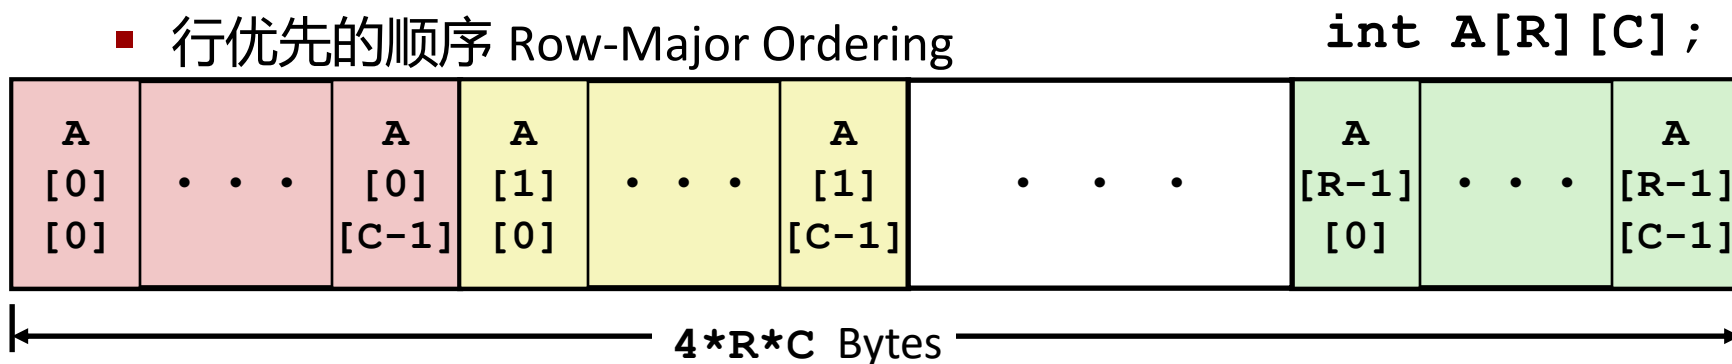 ▪ 行优先的顺序 Row-Major Ordering
int A[R][C];
A A A A A A
[0] • • • [0] [1] • • • [1] • • • [R-1] • • • [R-1]
[0] [C-1] [0] [C-1] [0] [C-1]
4*R*C Bytes